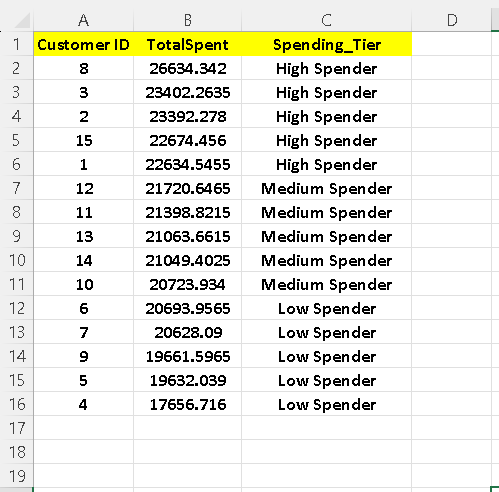 A B C D
1 Customer ID TotalSpent Spending_Tier
2 8 26634.342 High Spender
3 3 23402.2635 High Spender
4 2 23392.278 High Spender
5 15 22674.456 High Spender
6 1 22634.5455 High Spender
7 12 21720.6465 Medium Spender
8 11 21398.8215 Medium Spender
9 13 21063.6615 Medium Spender
10 14 21049.4025 Medium Spender
11 10 20723.934 Medium Spender
12 6 20693.9565 Low Spender
13 7 20628.09 Low Spender
14 9 19661.5965 Low Spender
15 5 19632.039 Low Spender
16 4 17656.716 Low Spender
17
18
19